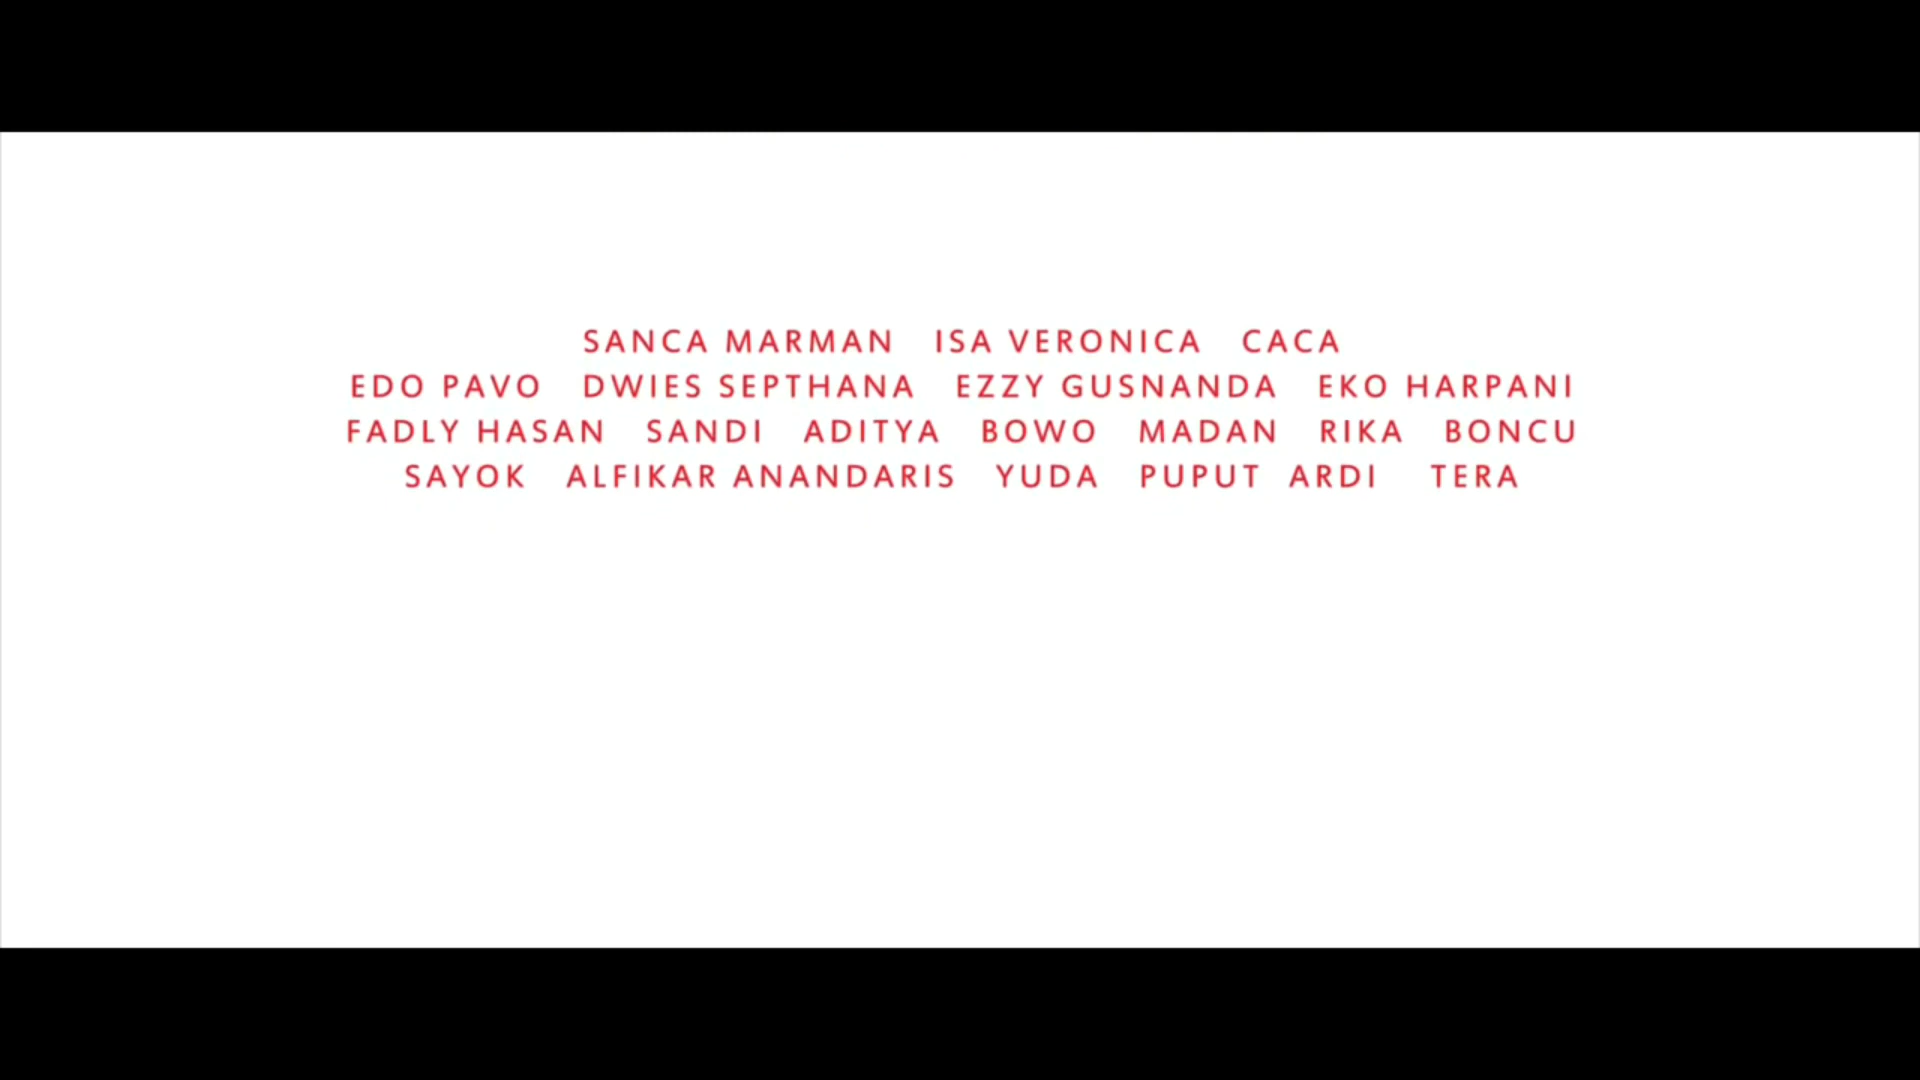 SANCA MARMAN ISA VERONICA CACA
EDO PAVO DWIES SEPTHANA EZZY GUSNANDA EKO HARPANI
FADLY HASAN SANDI ADITYA BOWO MADAN RIKA BONCU
SAYOK ALFIKAR ANANDARIS YUDA PUPUT ARDI TERA